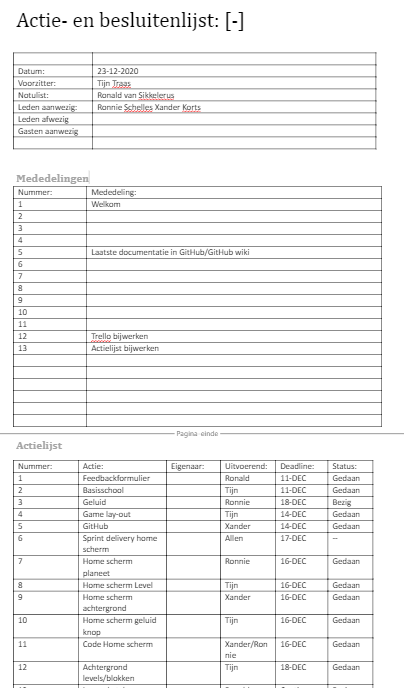 Actie- en besluitenlijst: [-]
Datum: 23-12-2020
Voorzitter: Tijn Traas
Notulist: Ronald van Sikkelerus
Leden aanwezig: Ronnie Schelles Xander Korts
Leden afwezig
Gasten aanwezig
Mededelingen
Nummer: Mededeling:
1 Welkom
2
3
4
5 Laatste documentatie in GitHub/GitHub wiki
6
7
8
9
10
11
12 Trello bijwerken
13 Actielijst bijwerken
Pagina einde
Actielijst
Nummer: Actie: Eigenaar: Uitvoerend: Deadline: Status:
1 Feedbackformulier Ronald 11-DEC Gedaan
2 Basisschool Tijn 11-DEC Gedaan
3 Geluid Ronnie 18-DEC Bezig
4 Game lay-out Tijn 14-DEC Gedaan
5 GitHub Xander 14-DEC Gedaan
6 Sprint delivery home Allen 17-DEC --
scherm
7 Home scherm Ronnie 16-DEC Gedaan
planeet
8 Home scherm Level Tijn 16-DEC Gedaan
9 Home scherm Xander 16-DEC Gedaan
achtergrond
10 Home scherm geluid Tijn 16-DEC Gedaan
knop
11 Code Home scherm Xander/Ron 16-DEC Gedaan
nie
12 Achtergrond Tijn 18-DEC Gedaan
levels/blokken